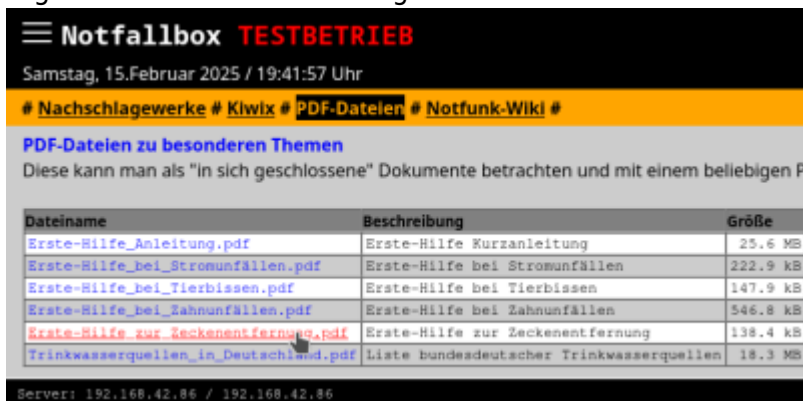 Notfallbox TESTBETRIEB
Samstag, 15.Februar 2025 / 19:41:57 Uhr
# Nachschlagewerke # Kiwix # PDF-Dateien # Notfunk-Wiki #
PDF-Dateien zu besonderen Themen
Diese kann man als "in sich geschlossene" Dokumente betrachten und mit einem beliebigen P
Dateiname Beschreibung Größe
Erste-Hilfe_Anleitung.pdf Erste-Hilfe Kurzanleitung 25.6 MB
Erste-Hilfe_bei_Stromunfällen.pdf Erste-Hilfe bei Stromunfällen 222.9 kB
Erste-Hilfe_bei_Tierbissen.pdf Erste-Hilfe bei Tierbissen 147.9 kB
Erste-Hilfe_bei_Zahnunfällen.pdf Erste-Hilfe bei Zahnunfällen 546.8 kB
Erste-Hilfe_zur_Zeckenentfernung.pdf Erste-Hilfe zur Zeckenentfernung 138.4 kB
Trinkwasserquellen_in_Deutschland.pdf Liste bundesdeutscher Trinkwasserquellen 18.3 MB
Server: 192.168.42.86 / 192.168.42.86